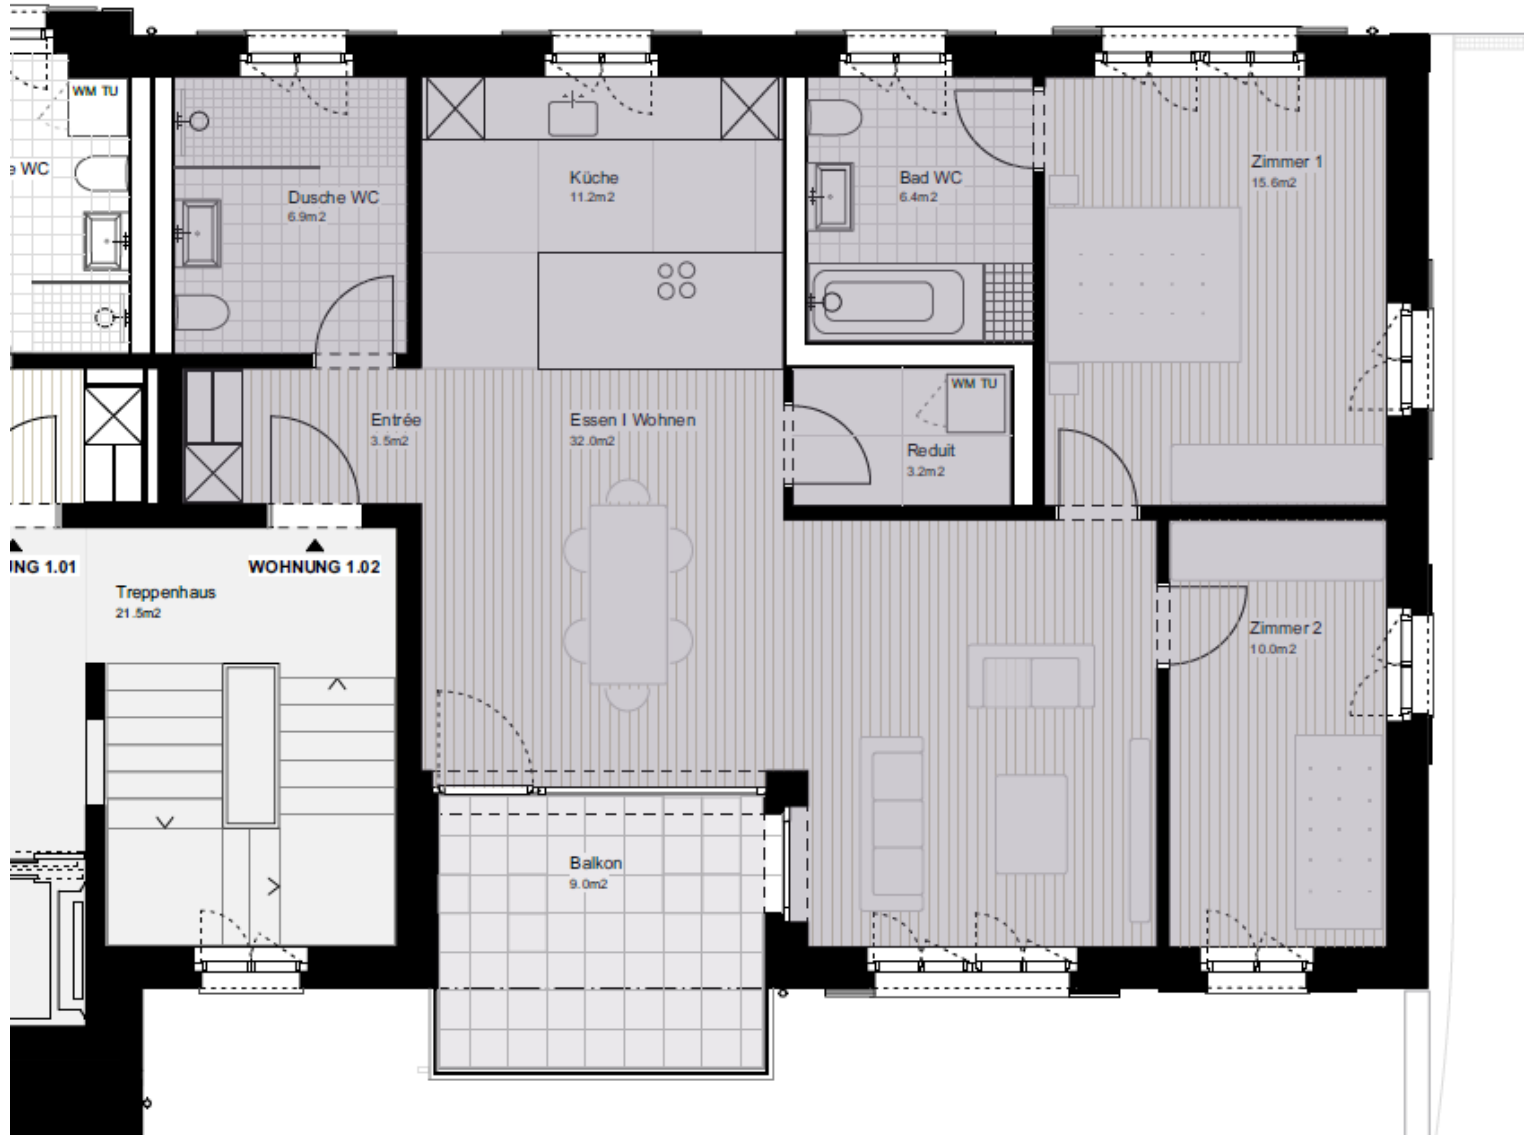 WM TU
e WC
Dusche WC
6.9m2
Küche
11.2m2
Bad WC
6.4m2
Zimmer 1
15.6m2
Entrée
3.5m2
Essen I Wohnen
32.0m2
WM TU
Reduit
3.2m2
UNG 1.01
WOHNUNG 1.02
Treppenhaus
21.5m2
Zimmer 2
10.0m2
Balkon
9.0m2